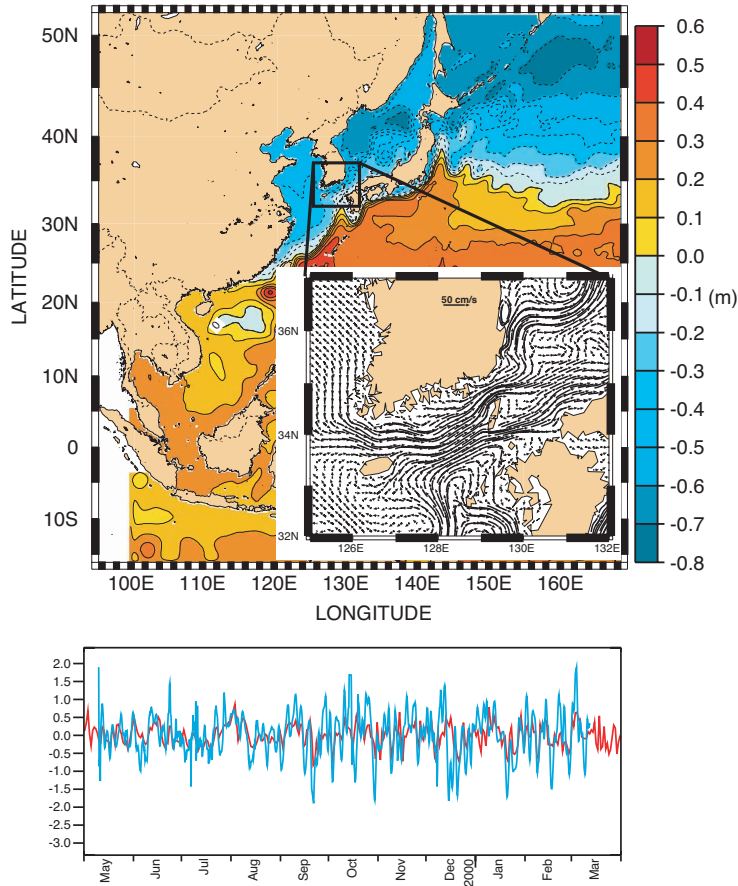 50N
40N
30N
20N
10N
0
10S
LATITUDE
100E 110E 120E 130E 140E 150E 160E
LONGITUDE
0.6
0.5
0.4
0.3
0.2
0.1
0.0
-0.1
-0.2
-0.3
-0.4
-0.5
-0.6
-0.7
-0.8
(m)
0
50 cm/s
36N
34N
32N
126E 128E 130E 132E
2.0
1.5
1.0
0.5
0.0
-0.5
-1.0
-1.5
-2.0
-2.5
-3.0
May Jun Jul Aug Sep Oct Nov Dec 2000 Jan Feb Mar